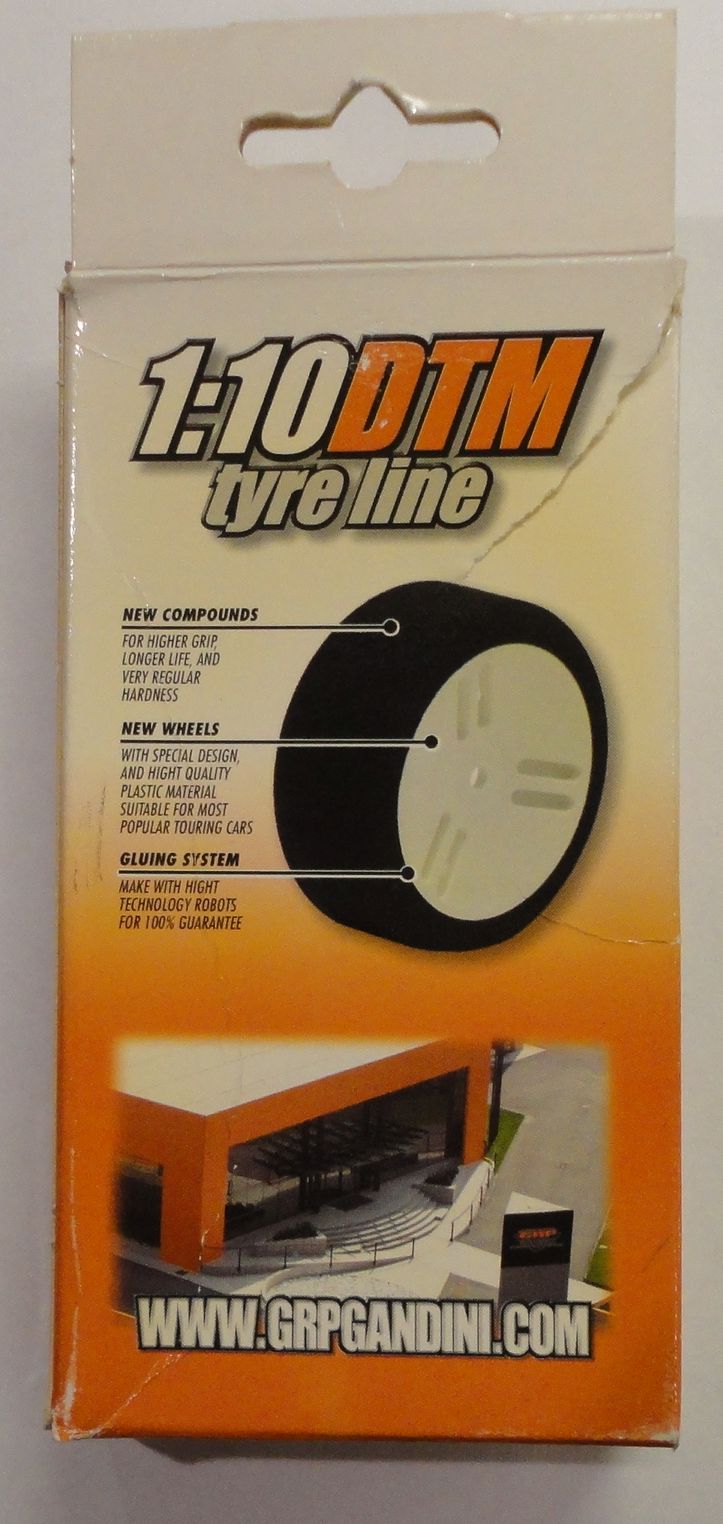 1:10DTM
tyre line
NEW COMPOUNDS
FOR HIGHER GRIP,
LONGER LIFE, AND
VERY REGULAR
HARDNESS
NEW WHEELS
WITH SPECIAL DESIGN,
AND HIGHT QUALITY
PLASTIC MATERIAL
SUITABLE FOR MOST
POPULAR TOURING CARS
GLUING SYSTEM
MAKE WITH HIGHT
TECHNOLOGY ROBOTS
FOR 100% GUARANTEE
GRP
WWW.GRPGANDINI.COM